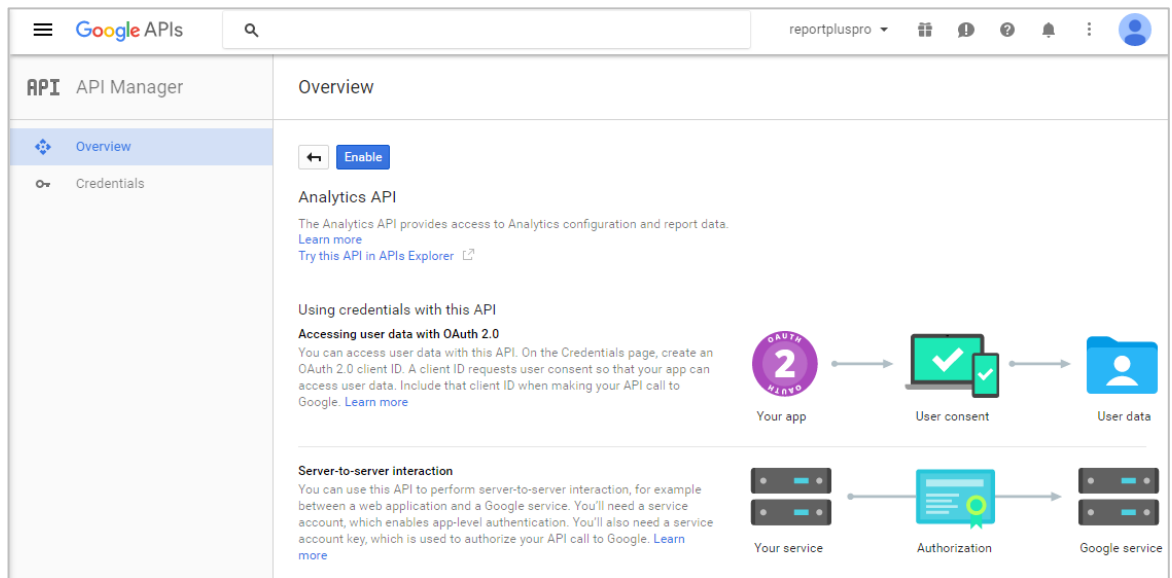 Google APIs
reportpluspro
API API Manager
Overview
Overview
Credentials
Enable
Analytics API
The Analytics API provides access to Analytics configuration and report data.
Learn more
Try this API in APIs Explorer
Using credentials with this API
Accessing user data with OAuth 2.0
You can access user data with this API. On the Credentials page, create an
OAuth 2.0 client ID. A client ID requests user consent so that your app can
access user data. Include that client ID when making your API call to
Google. Learn more
OAUTH
2
OAUTH
Your app
User consent
User data
Server-to-server interaction
You can use this API to perform server-to-server interaction, for example
between a web application and a Google service. You'll need a service
account, which enables app-level authentication. You'll also need a service
account key, which is used to authorize your API call to Google. Learn
more
Your service
Authorization
Google service